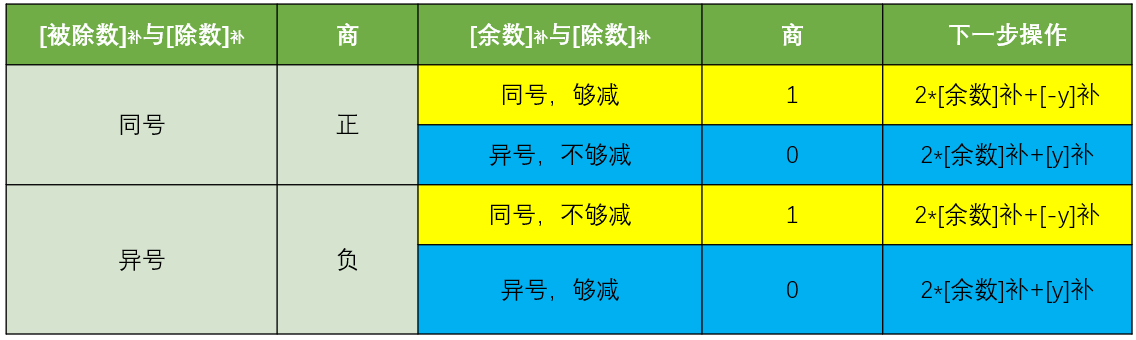 [被除数]补与[除数]补 商 [余数]补与[除数]补 商 下一步操作
同号 正 同号，够减 1 2*[余数]补+[-y]补
异号，不够减 0 2*[余数]补+[y]补
异号 负 同号，不够减 1 2*[余数]补+[-y]补
异号，够减 0 2*[余数]补+[y]补